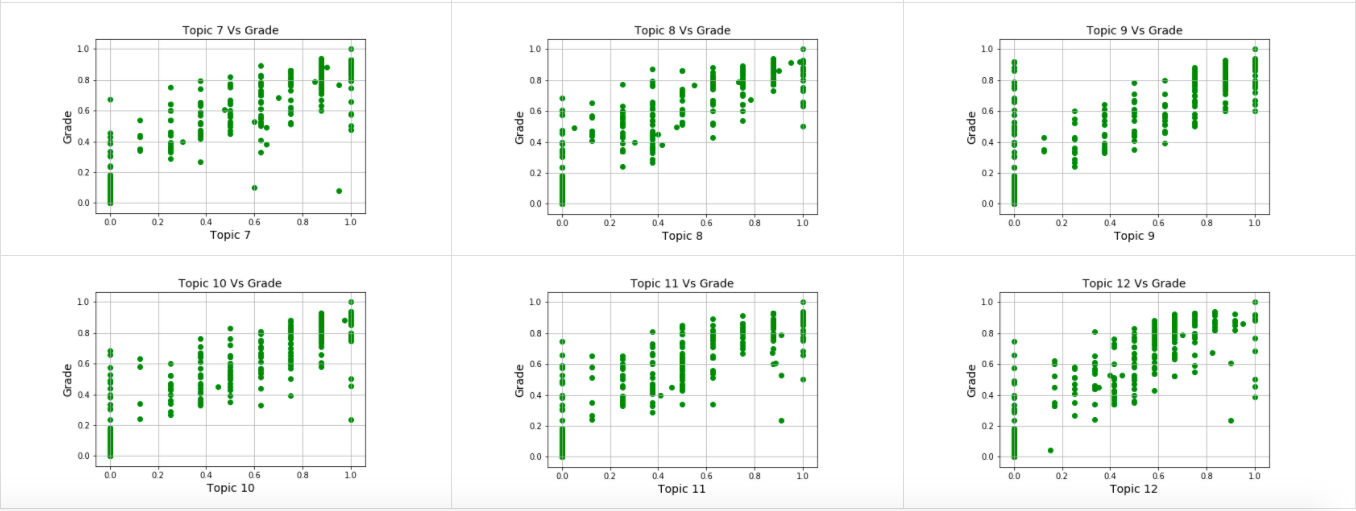 Topic 7 Vs Grade
1.0
0.8
0.6
0.4
0.2
0.0
Grade
0.0 0.2 0.4 0.6 0.8 1.0
Topic 7
Topic 8 Vs Grade
1.0
0.8
0.6
0.4
0.2
0.0
Grade
0.0 0.2 0.4 0.6 0.8 1.0
Topic 8
Topic 9 Vs Grade
1.0
0.8
0.6
0.4
0.2
0.0
Grade
0.0 0.2 0.4 0.6 0.8 1.0
Topic 9
Topic 10 Vs Grade
1.0
0.8
0.6
0.4
0.2
0.0
Grade
0.0 0.2 0.4 0.6 0.8 1.0
Topic 10
Topic 11 Vs Grade
1.0
0.8
0.6
0.4
0.2
0.0
Grade
0.0 0.2 0.4 0.6 0.8 1.0
Topic 11
Topic 12 Vs Grade
1.0
0.8
0.6
0.4
0.2
0.0
Grade
0.0 0.2 0.4 0.6 0.8 1.0
Topic 12